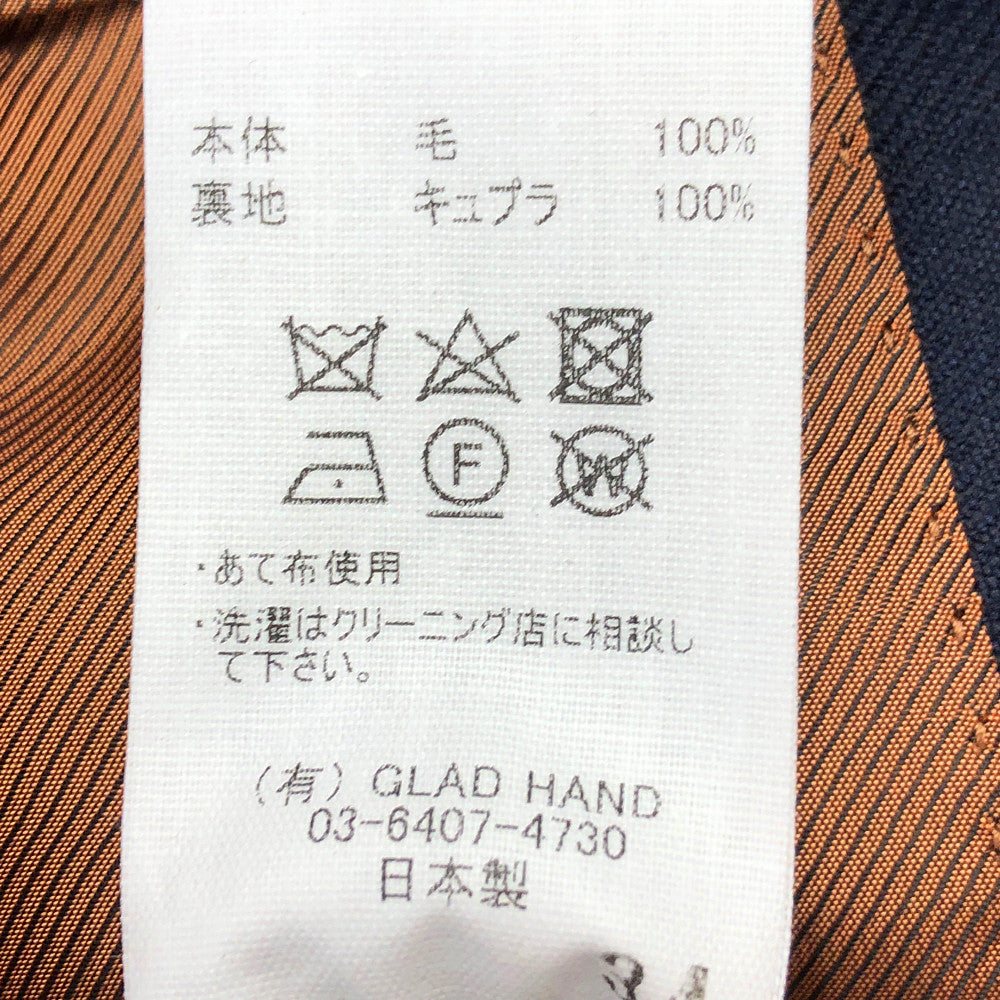 本体 毛 100%
裏地 キュプラ 100%
F
W
・あて布使用
・洗濯はクリーニング店に相談し
て下さい。
(有) GLAD HAND
03-6407-4730
日本製